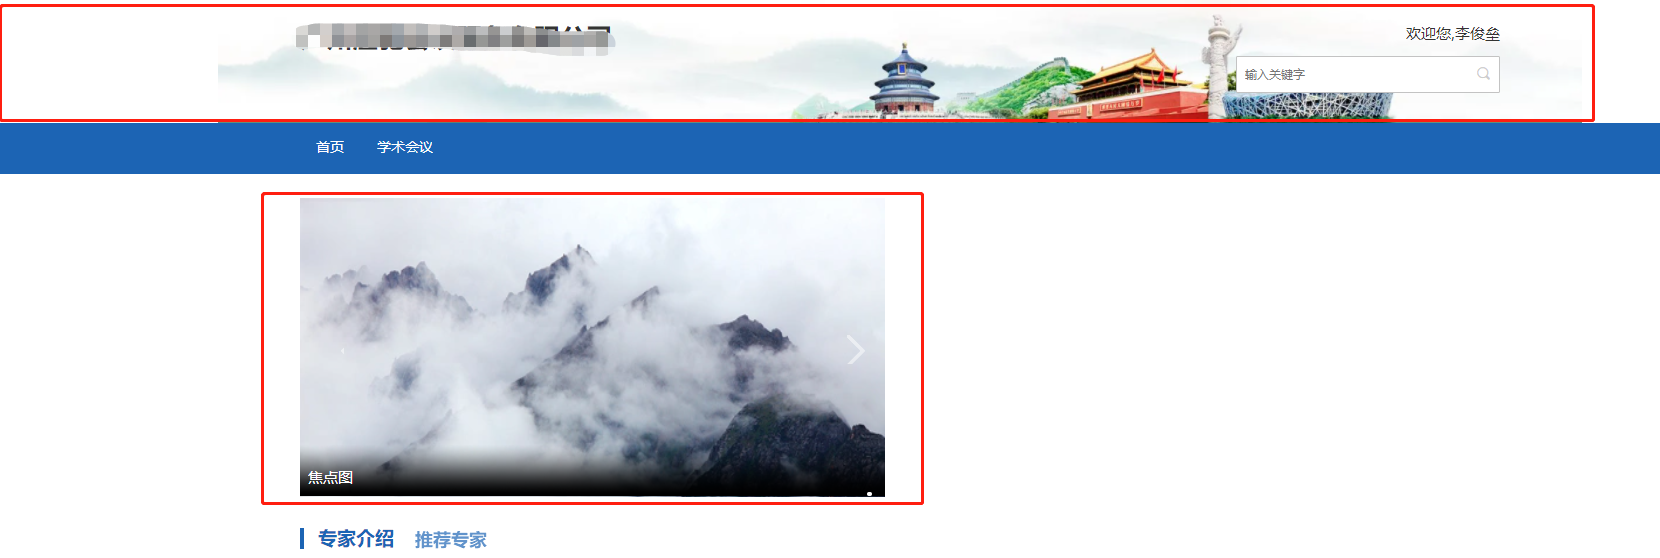 欢迎您,李俊垒
输入关键字
首页 学术会议
焦点图
专家介绍 推荐专家